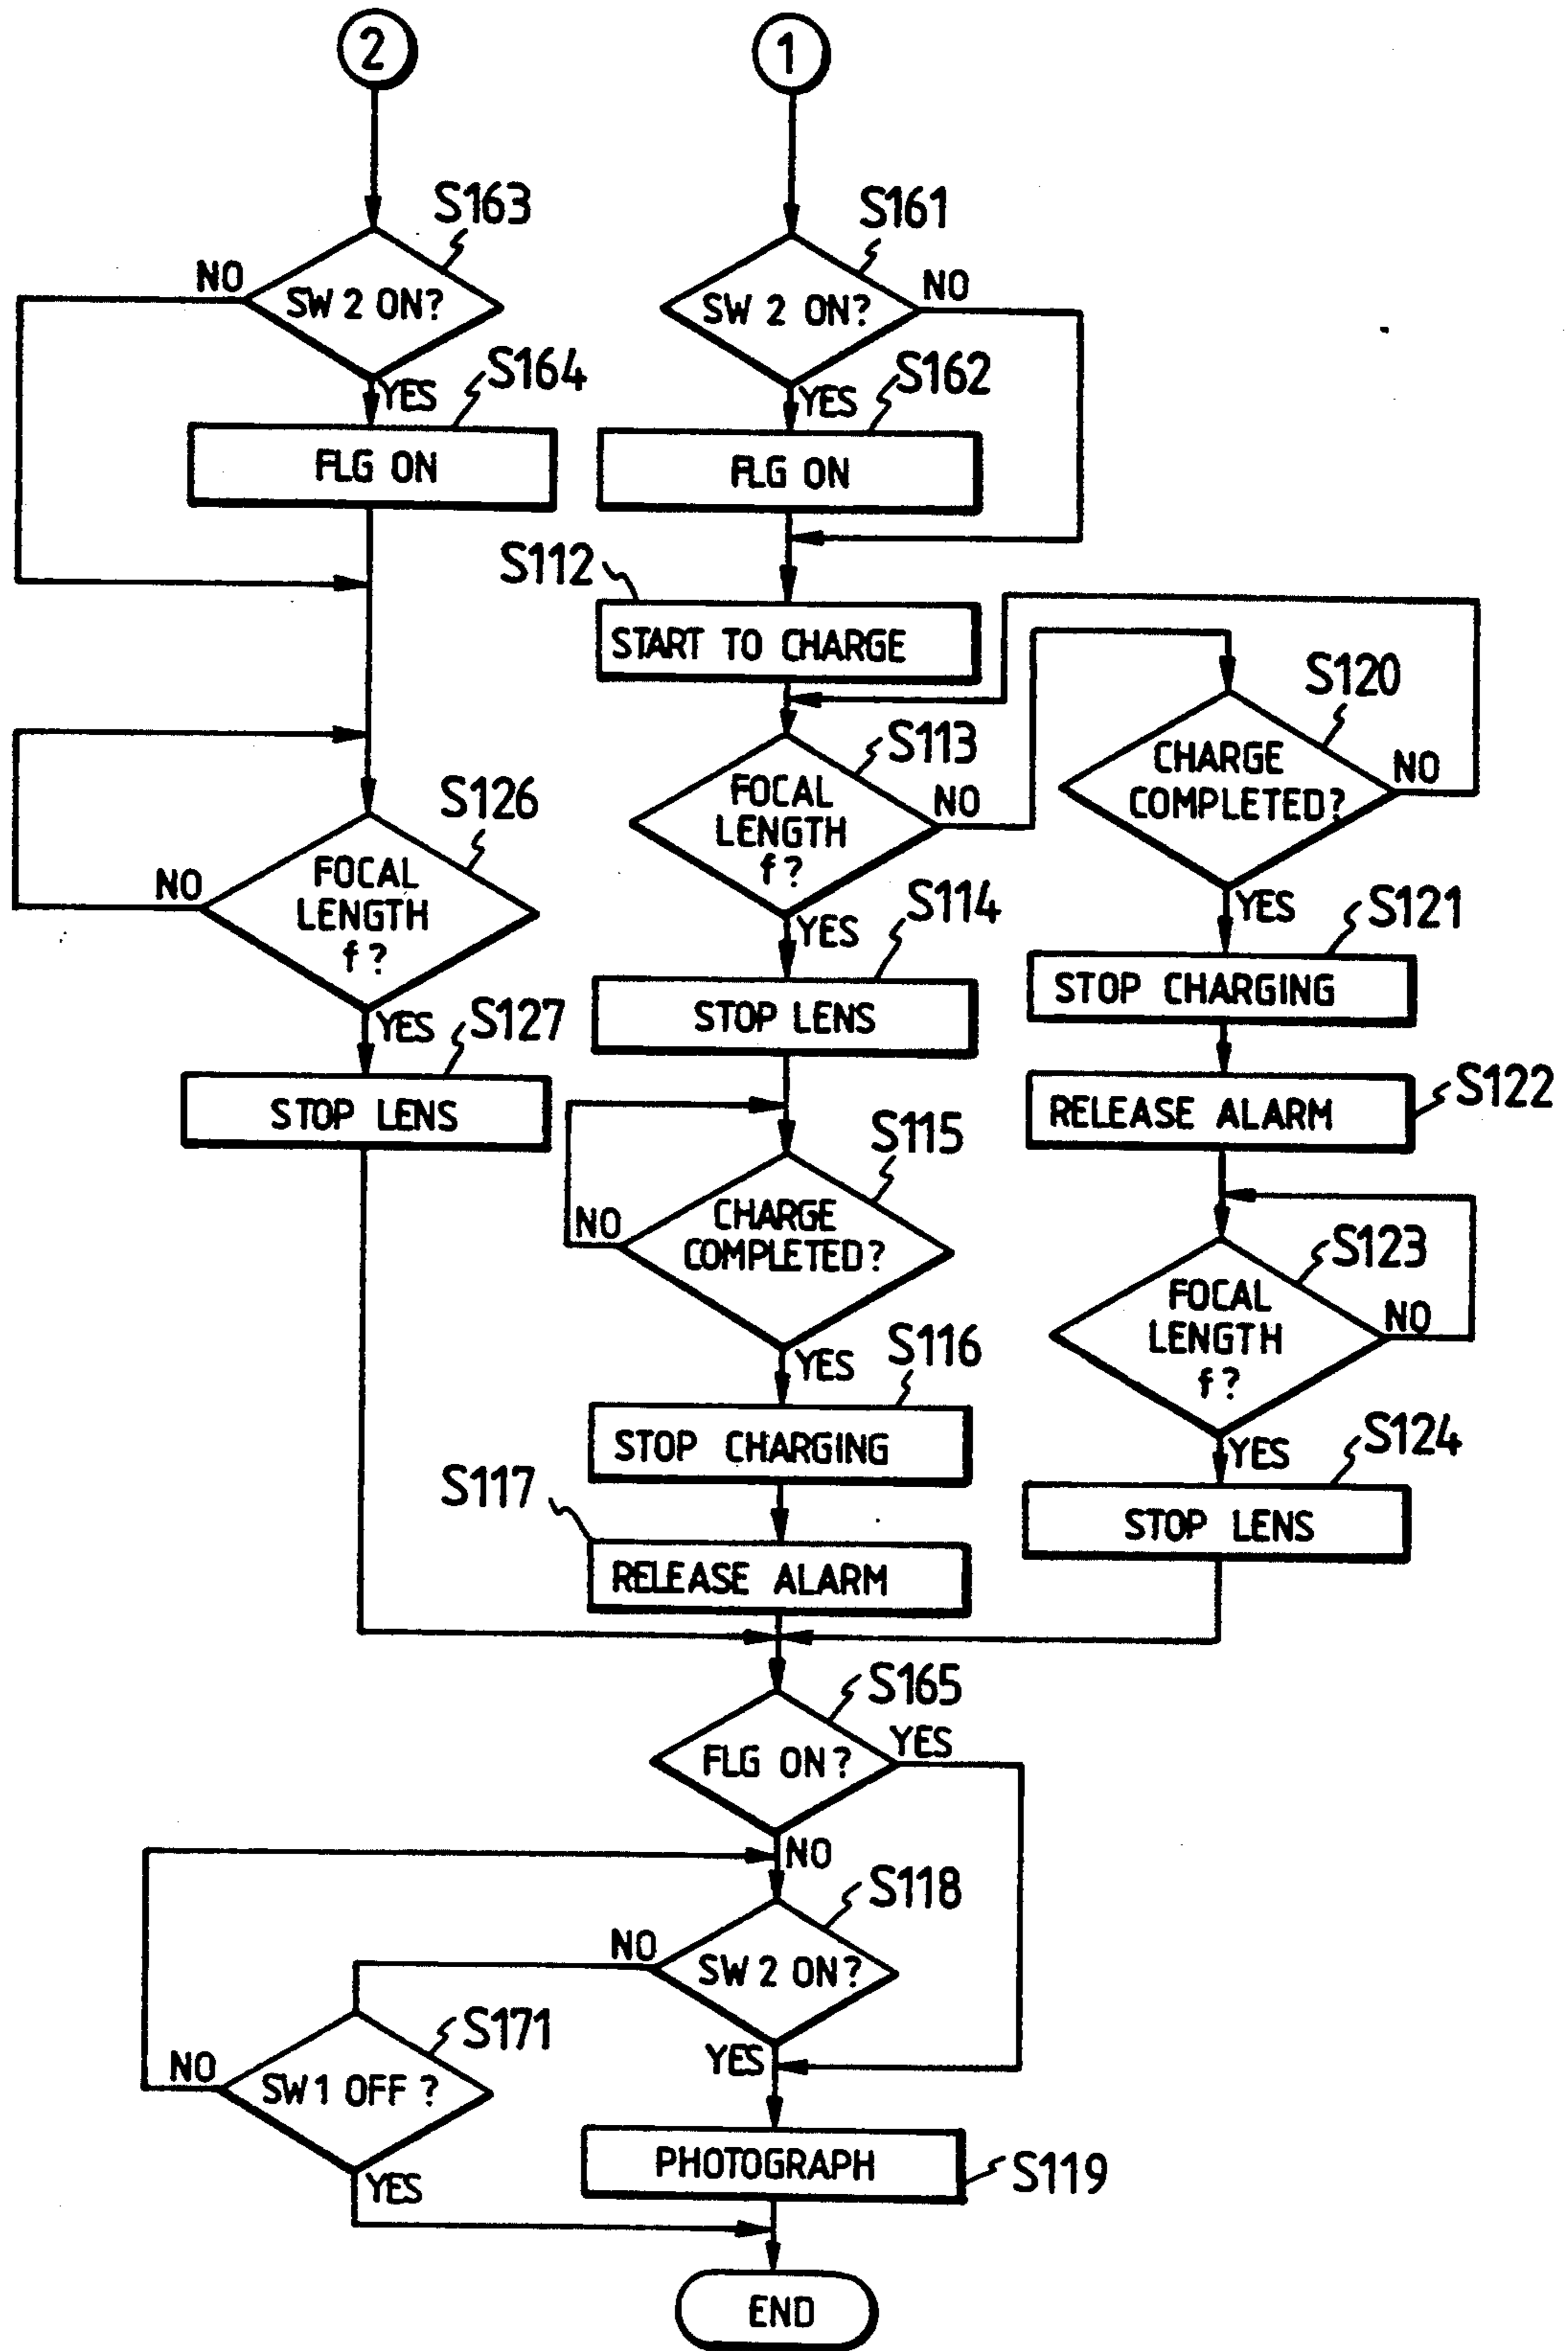 2
1
S163
S161
NO
SW 2 ON?
SW 2 ON?
NO
S164
S162
YES
YES
FLG ON
FLG ON
S112
START TO CHARGE
S120
S113
CHARGE
COMPLETED?
NO
FOCAL
LENGTH
f?
NO
S126
NO
FOCAL
LENGTH
f?
S114
YES
YES
S121
STOP CHARGING
STOP LENS
YES
S127
STOP LENS
RELEASE ALARM
S122
S115
NO
CHARGE
COMPLETED?
S123
FOCAL
LENGTH
f?
NO
YES
S116
STOP CHARGING
YES
S124
S117
STOP LENS
RELEASE ALARM
S165
FLG ON?
YES
NO
S118
NO
SW 2 ON?
S171
NO
SW 1 OFF?
YES
PHOTOGRAPH
S119
YES
END